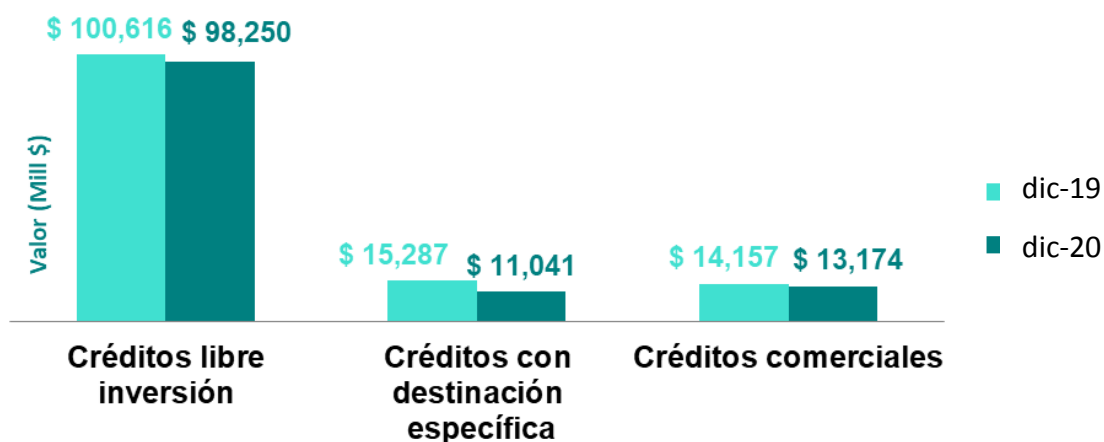 $ 100,616 $ 98,250
Valor (Mill $)
$ 15,287 $ 11,041
$ 14,157 $ 13,174
dic-19
dic-20
Créditos libre
inversión
Créditos con
destinación
específica
Créditos comerciales